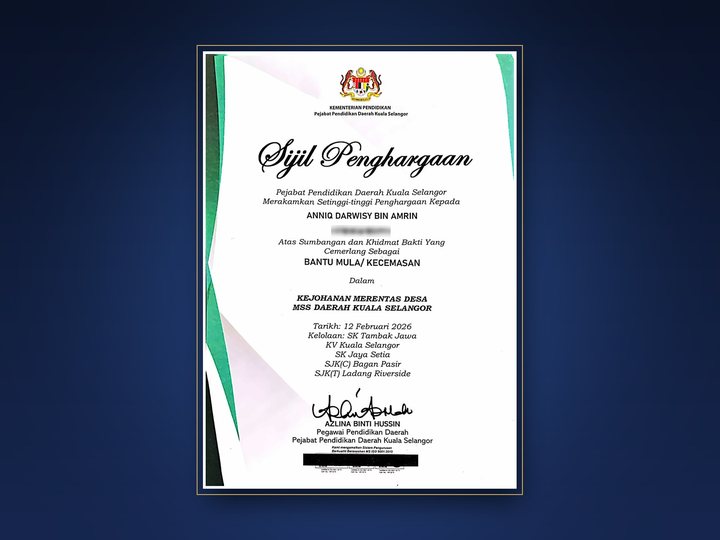 KEMENTERIAN PENDIDIKAN
Pejabat Pendidikan Daerah Kuala Selangor
Sijil Penghargaan
Pejabat Pendidikan Daerah Kuala Selangor
Merakamkan Setinggi-tinggi Penghargaan Kepada
ANNIQ DARWISY BIN AMRIN
Atas Sumbangan dan Khidmat Bakti Yang
Cemerlang Sebagai
BANTU MULA/ KECEMASAN
Dalam
KEJOHANAN MERENTAS DESA
MSS DAERAH KUALA SELANGOR
Tarikh: 12 Februari 2026
Kelolaan: SK Tambak Jawa
KV Kuala Selangor
SK Jaya Setia
SJK(C) Bagan Pasir
SJK(T) Ladang Riverside
AZLINA BINTI HUSSIN
Pegawai Pendidikan Daerah
Pejabat Pendidikan Daerah Kuala Selangor